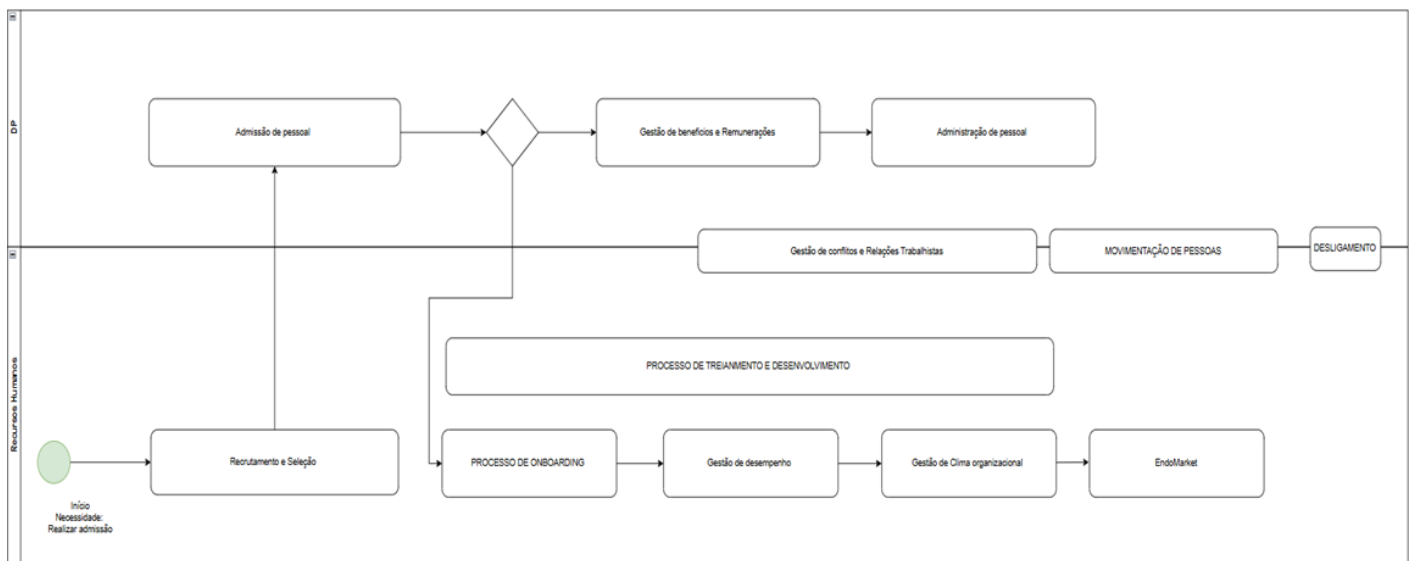 DP
Admissão de pessoal
Gestão de benefícios e Remunerações
Administração de pessoal
Gestão de conflitos e Relações Trabalhistas
MOVIMENTAÇÃO DE PESSOAS
DESLIGAMENTO
Recursos Humanos
PROCESSO DE TREIANMENTO E DESENVOLVIMENTO
Recrutamento e Seleção
PROCESSO DE ONBOARDING
Gestão de desempenho
Gestão de Clima organizacional
EndoMarket
Início
Necessidade:
Realizar admissão